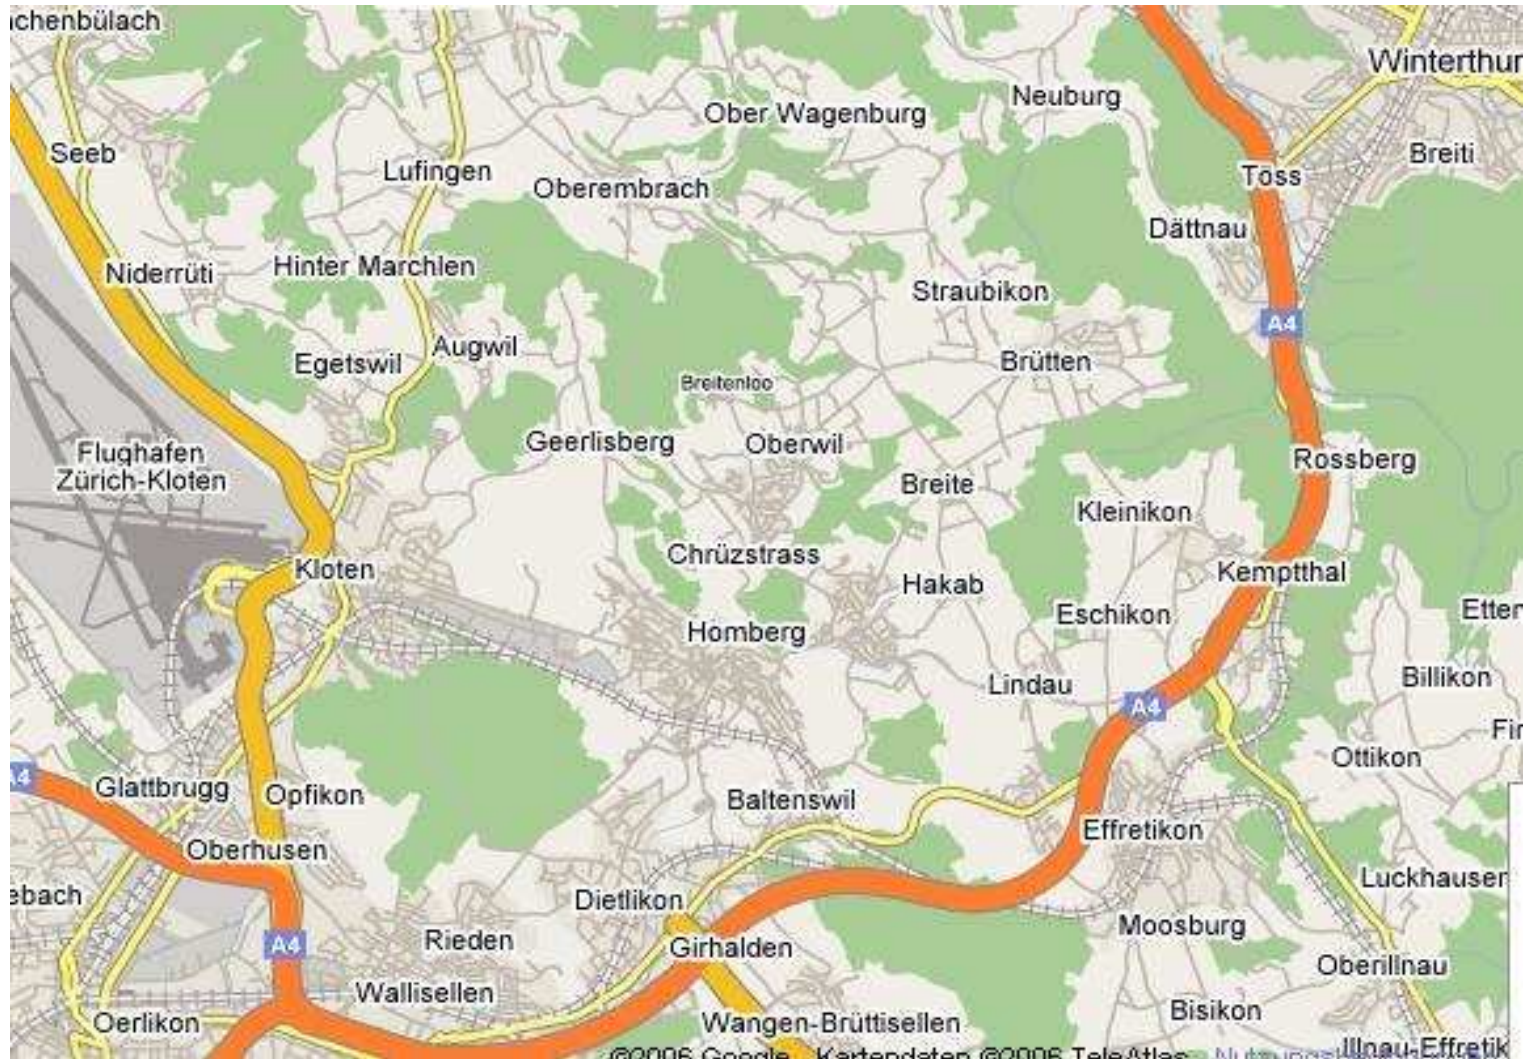 chenbülach
Winterthur
Neuburg
Ober Wagenburg
Seeb
Breiti
Lufingen
Töss
Oberembrach
Dättnau
Hinter Marchlen
Niderrüti
Straubikon
A4
Augwil
Egetswil
Brütten
Breitenloo
Geerlisberg
Oberwil
Flughafen
Zürich-Kloten
Rossberg
Breite
Kleinikon
Chrüzstrass
Kloten
Kemptthal
Hakab
Eschikon
Etten
Homberg
Billikon
Lindau
A4
Fir
Ottikon
A4
Glattbrugg
Opfikon
Baltenswil
Effretikon
Oberhusen
Luckhauser
ebach
Dietlikon
Moosburg
Rieden
A4
Girhalden
Oberillnau
Wallisellen
Bisikon
Oerlikon
Wangen-Brüttisellen
Illnau-Effretik
©2006 Google - Kartendaten ©2006 TeleAtlas -